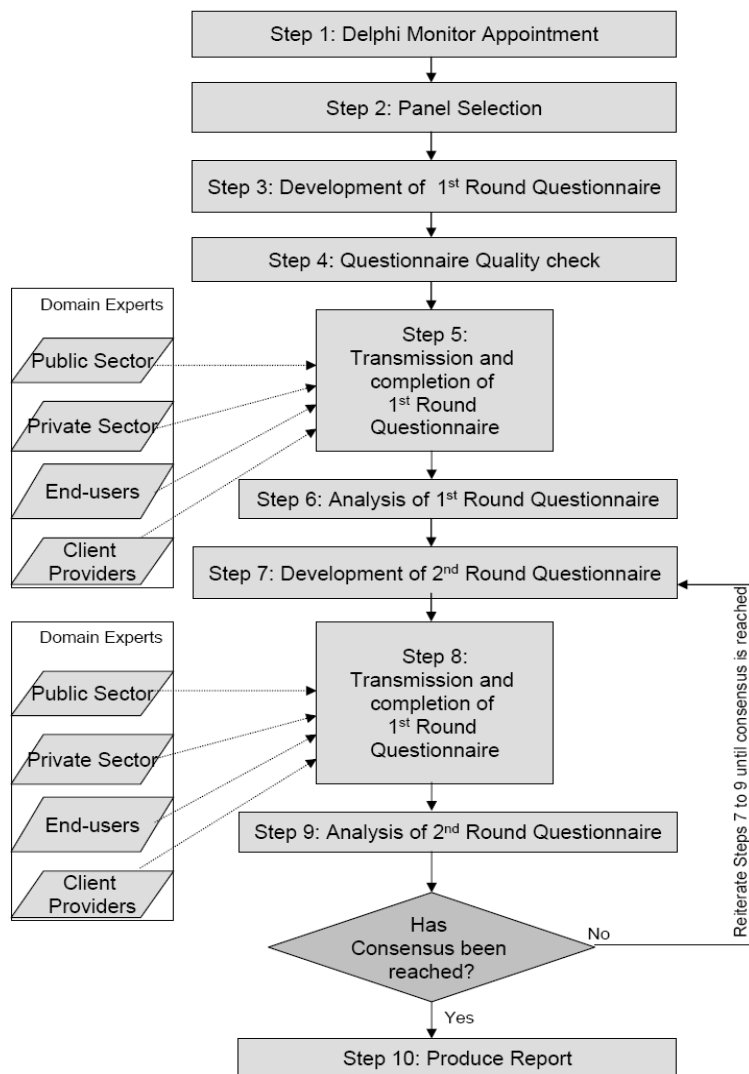 Step 1: Delphi Monitor Appointment
Step 2: Panel Selection
Step 3: Development of 1st Round Questionnaire
Step 4: Questionnaire Quality check
Domain Experts
Public Sector
Private Sector
End-users
Client
Providers
Step 5:
Transmission and
completion of
1st Round
Questionnaire
Step 6: Analysis of 1st Round Questionnaire
Step 7: Development of 2nd Round Questionnaire
Domain Experts
Public Sector
Private Sector
End-users
Client
Providers
Step 8:
Transmission and
completion of
1st Round
Questionnaire
Step 9: Analysis of 2nd Round Questionnaire
Has
Consensus been
reached?
No
Reiterate Steps 7 to 9 until consensus is reached
Yes
Step 10: Produce Report